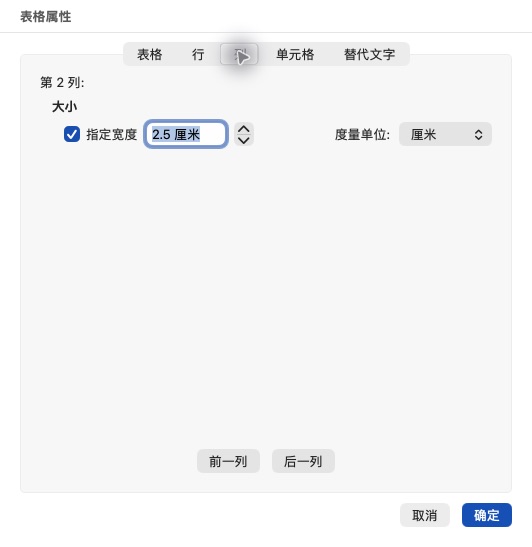 表格属性
表格 行 单元格 替代文字
第 2 列:
大小
指定宽度 2.5 厘米 度量单位: 厘米
前一列 后一列
取消 确定